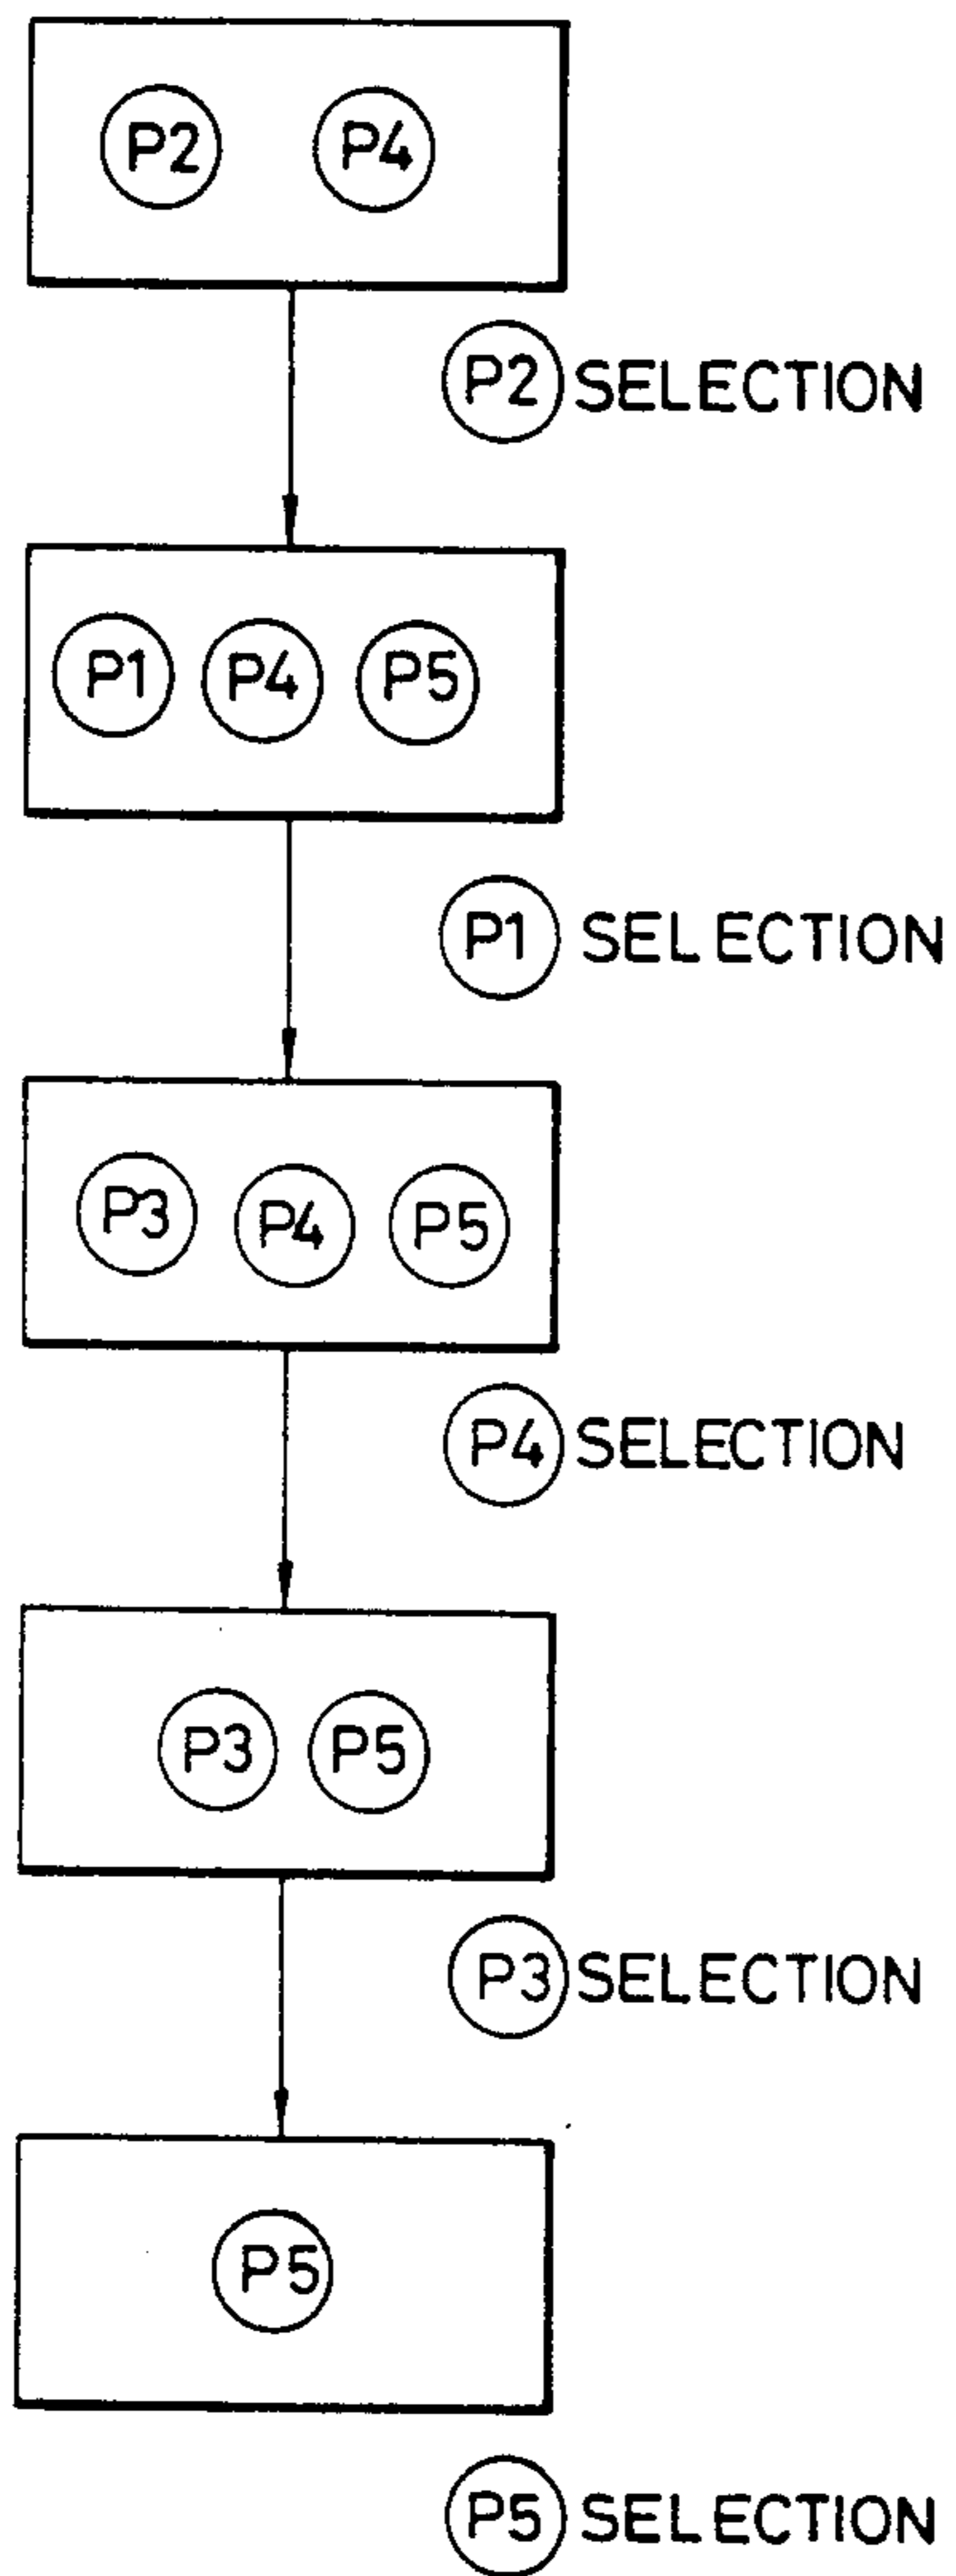 P2 P4
P2 SELECTION
P1 P4 P5
P1 SELECTION
P3 P4 P5
P4 SELECTION
P3 P5
P3 SELECTION
P5
P5 SELECTION